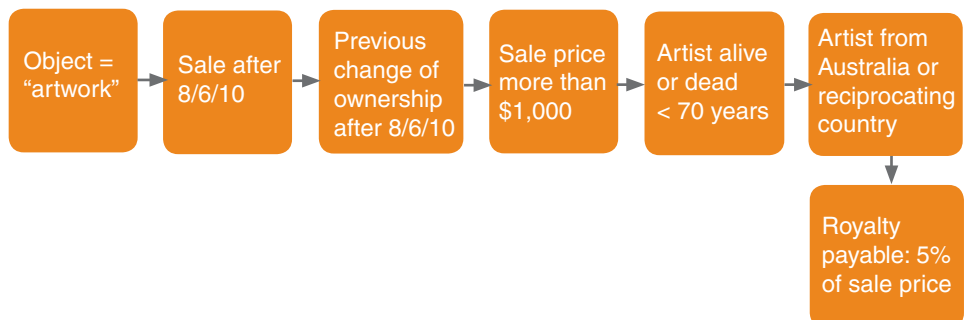 Object =
“artwork”
Sale after
8/6/10
Previous
change of
ownership
after 8/6/10
Sale price
more than
$1,000
Artist alive
or dead
< 70 years
Artist from
Australia or
reciprocating
country
Royalty
payable: 5%
of sale price